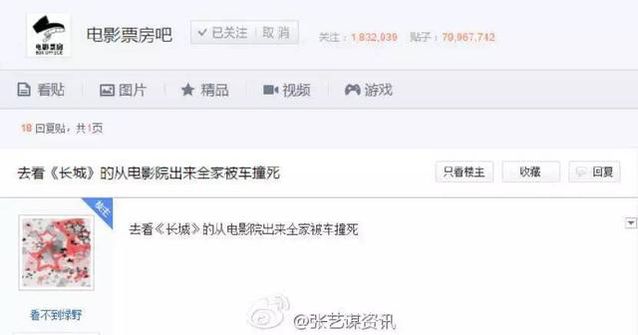 电影票房
BOX OFFICE
电影票房吧
已关注 取消
关注：1,832,939 贴子：79,967,742
看贴 图片 精品 视频 游戏
18 回复贴，共1页
去看《长城》的从电影院出来全家被车撞死
只看楼主 收藏 回复
楼主
去看《长城》的从电影院出来全家被车撞死
看不到绿野
@张艺谋资讯